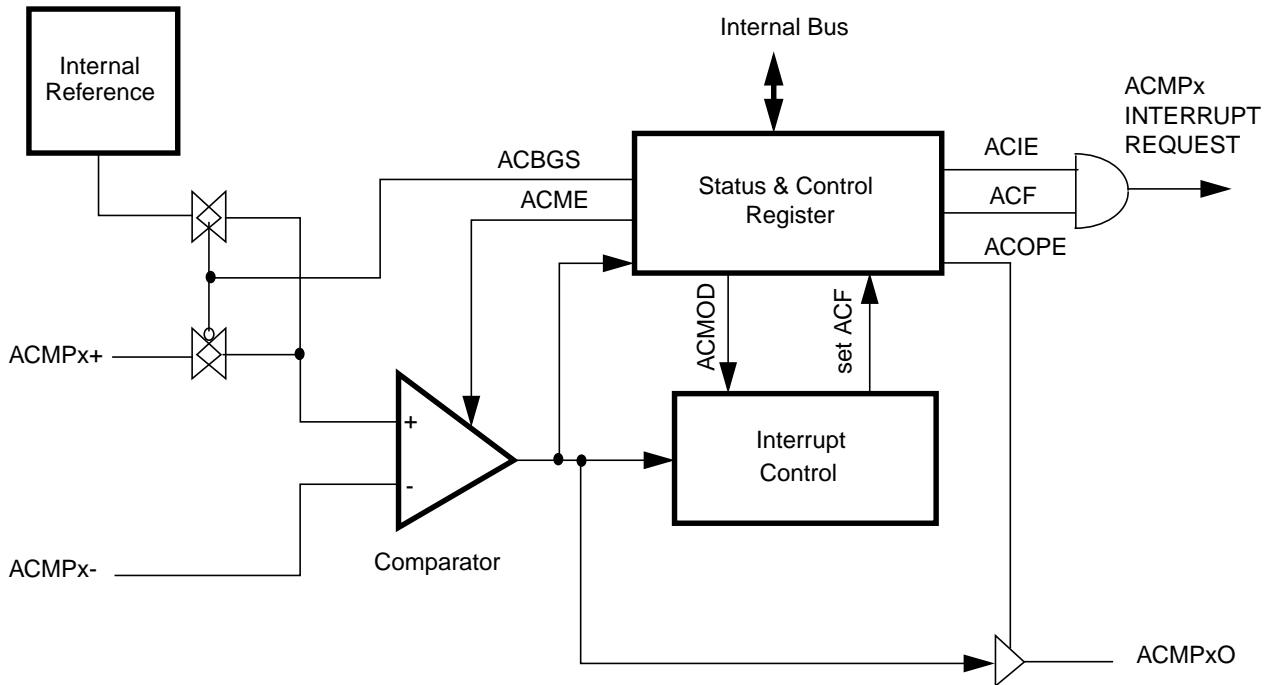 Internal Bus
Internal
Reference
ACMPx
INTERRUPT
REQUEST
ACBGS
ACME
Status & Control
Register
ACIE
ACF
ACOPE
ACMOD
set ACF
ACMPx+
+
-
Interrupt
Control
Comparator
ACMPx-
ACMPxO